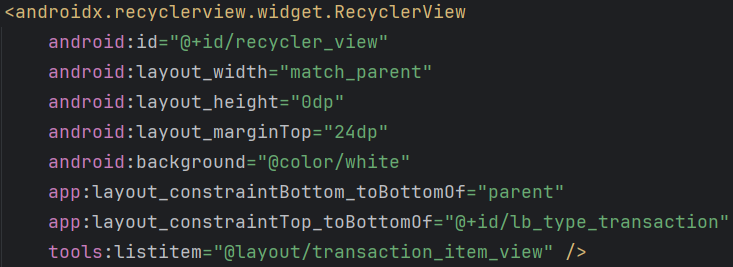 <androidx.recyclerview.widget.RecyclerView
android:id="@+id/recycler_view"
android:layout_width="match_parent"
android:layout_height="0dp"
android:layout_marginTop="24dp"
android:background="@color/white"
app:layout_constraintBottom_toBottomOf="parent"
app:layout_constraintTop_toBottomOf="@+id/lb_type_transaction"
tools:listitem="@layout/transaction_item_view" />